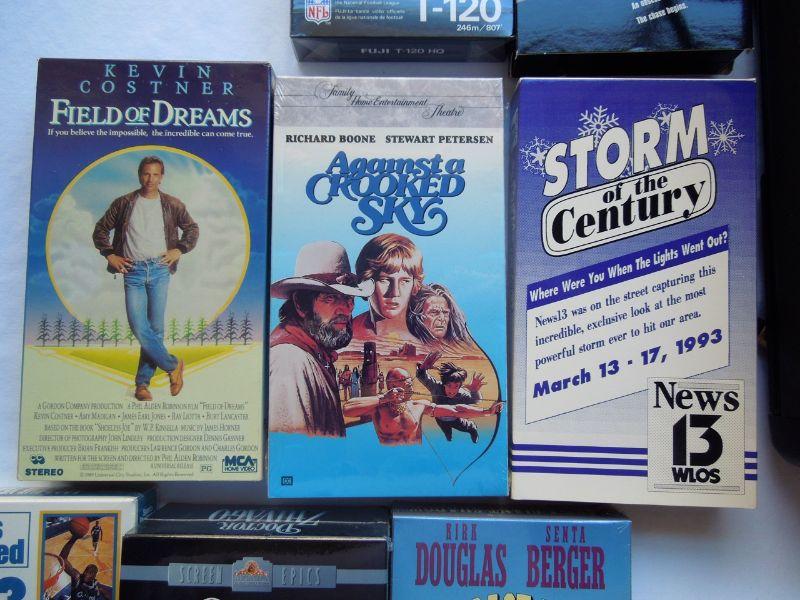 NFL
the National Football League
T-120
246m/807'
FUJI T-120 HQ
The chase begins.
KEVIN
COSTNER
FIELD OF DREAMS
If you believe the impossible, the incredible can come true.
A GORDON COMPANY PRODUCTION A PHIL ALDEN ROBINSON FILM "FIELD OF DREAMS"
KEVIN COSTNER • AMY MADIGAN • JAMES EARL JONES • RAY LIOTTA • BURT LANCASTER
BASED ON THE BOOK "SHOELESS JOE" BY W.P. KINSELLA MUSIC BY JAMES HORNER
DIRECTOR OF PHOTOGRAPHY JOHN LINDLEY PRODUCTION DESIGNER DENNIS GASSNER
EXECUTIVE PRODUCER BRIAN FRANKISH PRODUCERS LAWRENCE GORDON AND CHARLES GORDON
WRITTEN FOR THE SCREEN AND DIRECTED BY PHIL ALDEN ROBINSON
A UNIVERSAL RELEASE
STEREO
PG
MCA
HOME VIDEO
Family
Home Entertainment
Theatre
RICHARD BOONE STEWART PETERSEN
Against a
CROOKED
SKY
STORM
of the
Century
Where Were You When The Lights Went Out?
News13 was on the street capturing this
incredible, exclusive look at the most
powerful storm ever to hit our area.
March 13 - 17, 1993
News
13
WLOS
DOCTOR
ZHIVAGO
SCREEN EPICS
KIRK SENTA
DOUGLAS BERGER